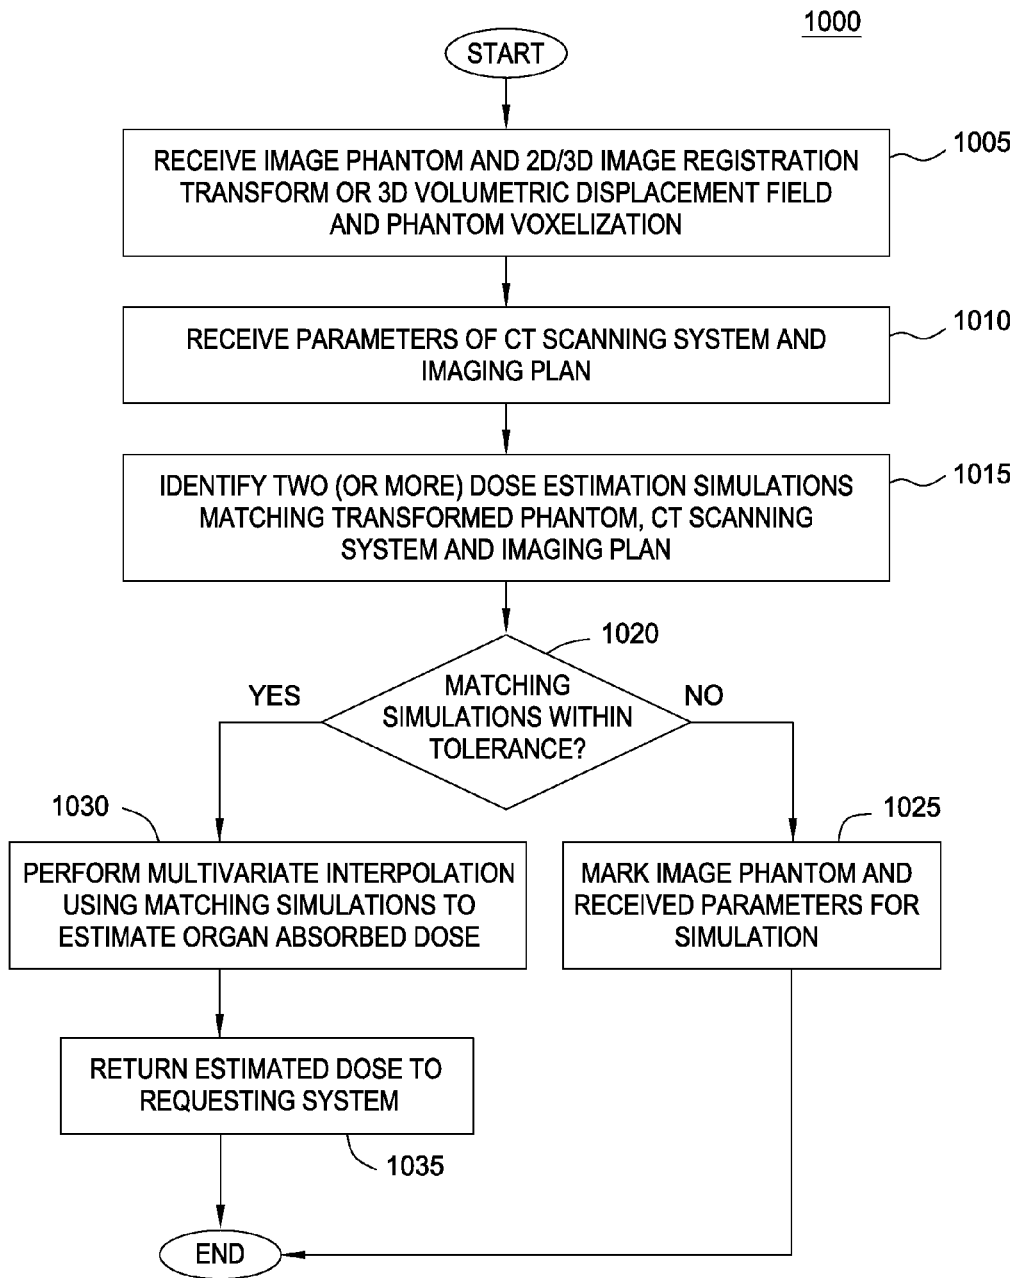 1000
START
RECEIVE IMAGE PHANTOM AND 2D/3D IMAGE REGISTRATION
TRANSFORM OR 3D VOLUMETRIC DISPLACEMENT FIELD
AND PHANTOM VOXELIZATION
1005
RECEIVE PARAMETERS OF CT SCANNING SYSTEM AND
IMAGING PLAN
1010
IDENTIFY TWO (OR MORE) DOSE ESTIMATION SIMULATIONS
MATCHING TRANSFORMED PHANTOM, CT SCANNING
SYSTEM AND IMAGING PLAN
1015
1020
MATCHING
SIMULATIONS WITHIN
TOLERANCE?
YES
NO
1030
PERFORM MULTIVARIATE INTERPOLATION
USING MATCHING SIMULATIONS TO
ESTIMATE ORGAN ABSORBED DOSE
1025
MARK IMAGE PHANTOM AND
RECEIVED PARAMETERS FOR
SIMULATION
RETURN ESTIMATED DOSE TO
REQUESTING SYSTEM
1035
END